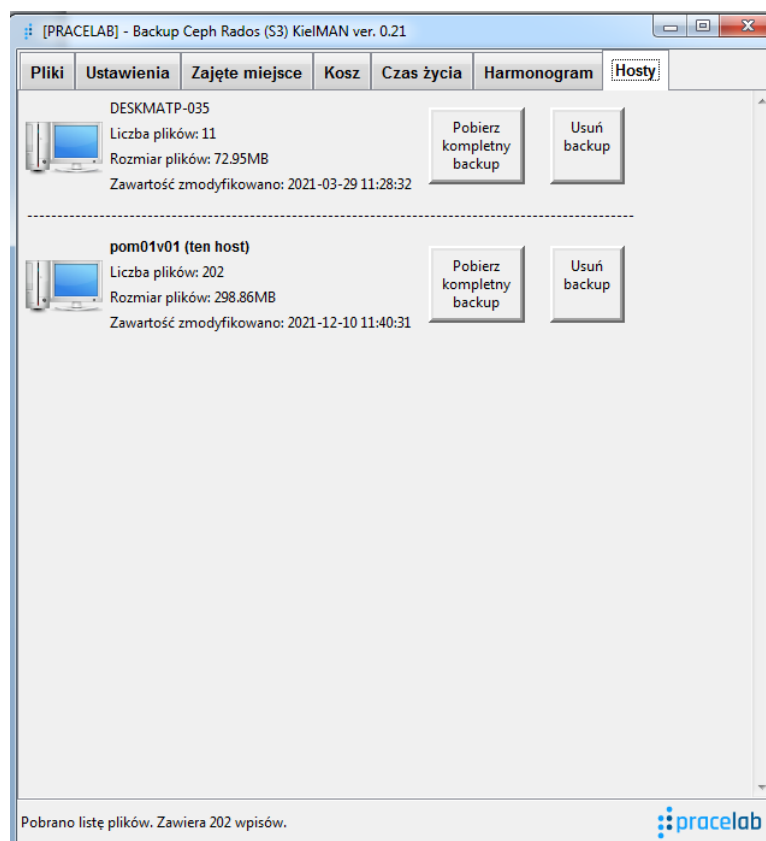 [PRACELAB] - Backup Ceph Rados (S3) KielMAN ver. 0.21
Pliki Ustawienia Zajęte miejsce Kosz Czas życia Harmonogram Hosty
DESKMATP-035
Liczba plików: 11
Rozmiar plików: 72.95MB
Zawartość zmodyfikowano: 2021-03-29 11:28:32
Pobierz
kompletny
backup
Usuń
backup
pom01v01 (ten host)
Liczba plików: 202
Rozmiar plików: 298.86MB
Zawartość zmodyfikowano: 2021-12-10 11:40:31
Pobierz
kompletny
backup
Usuń
backup
Pobrano listę plików. Zawiera 202 wpisów.
pracelab